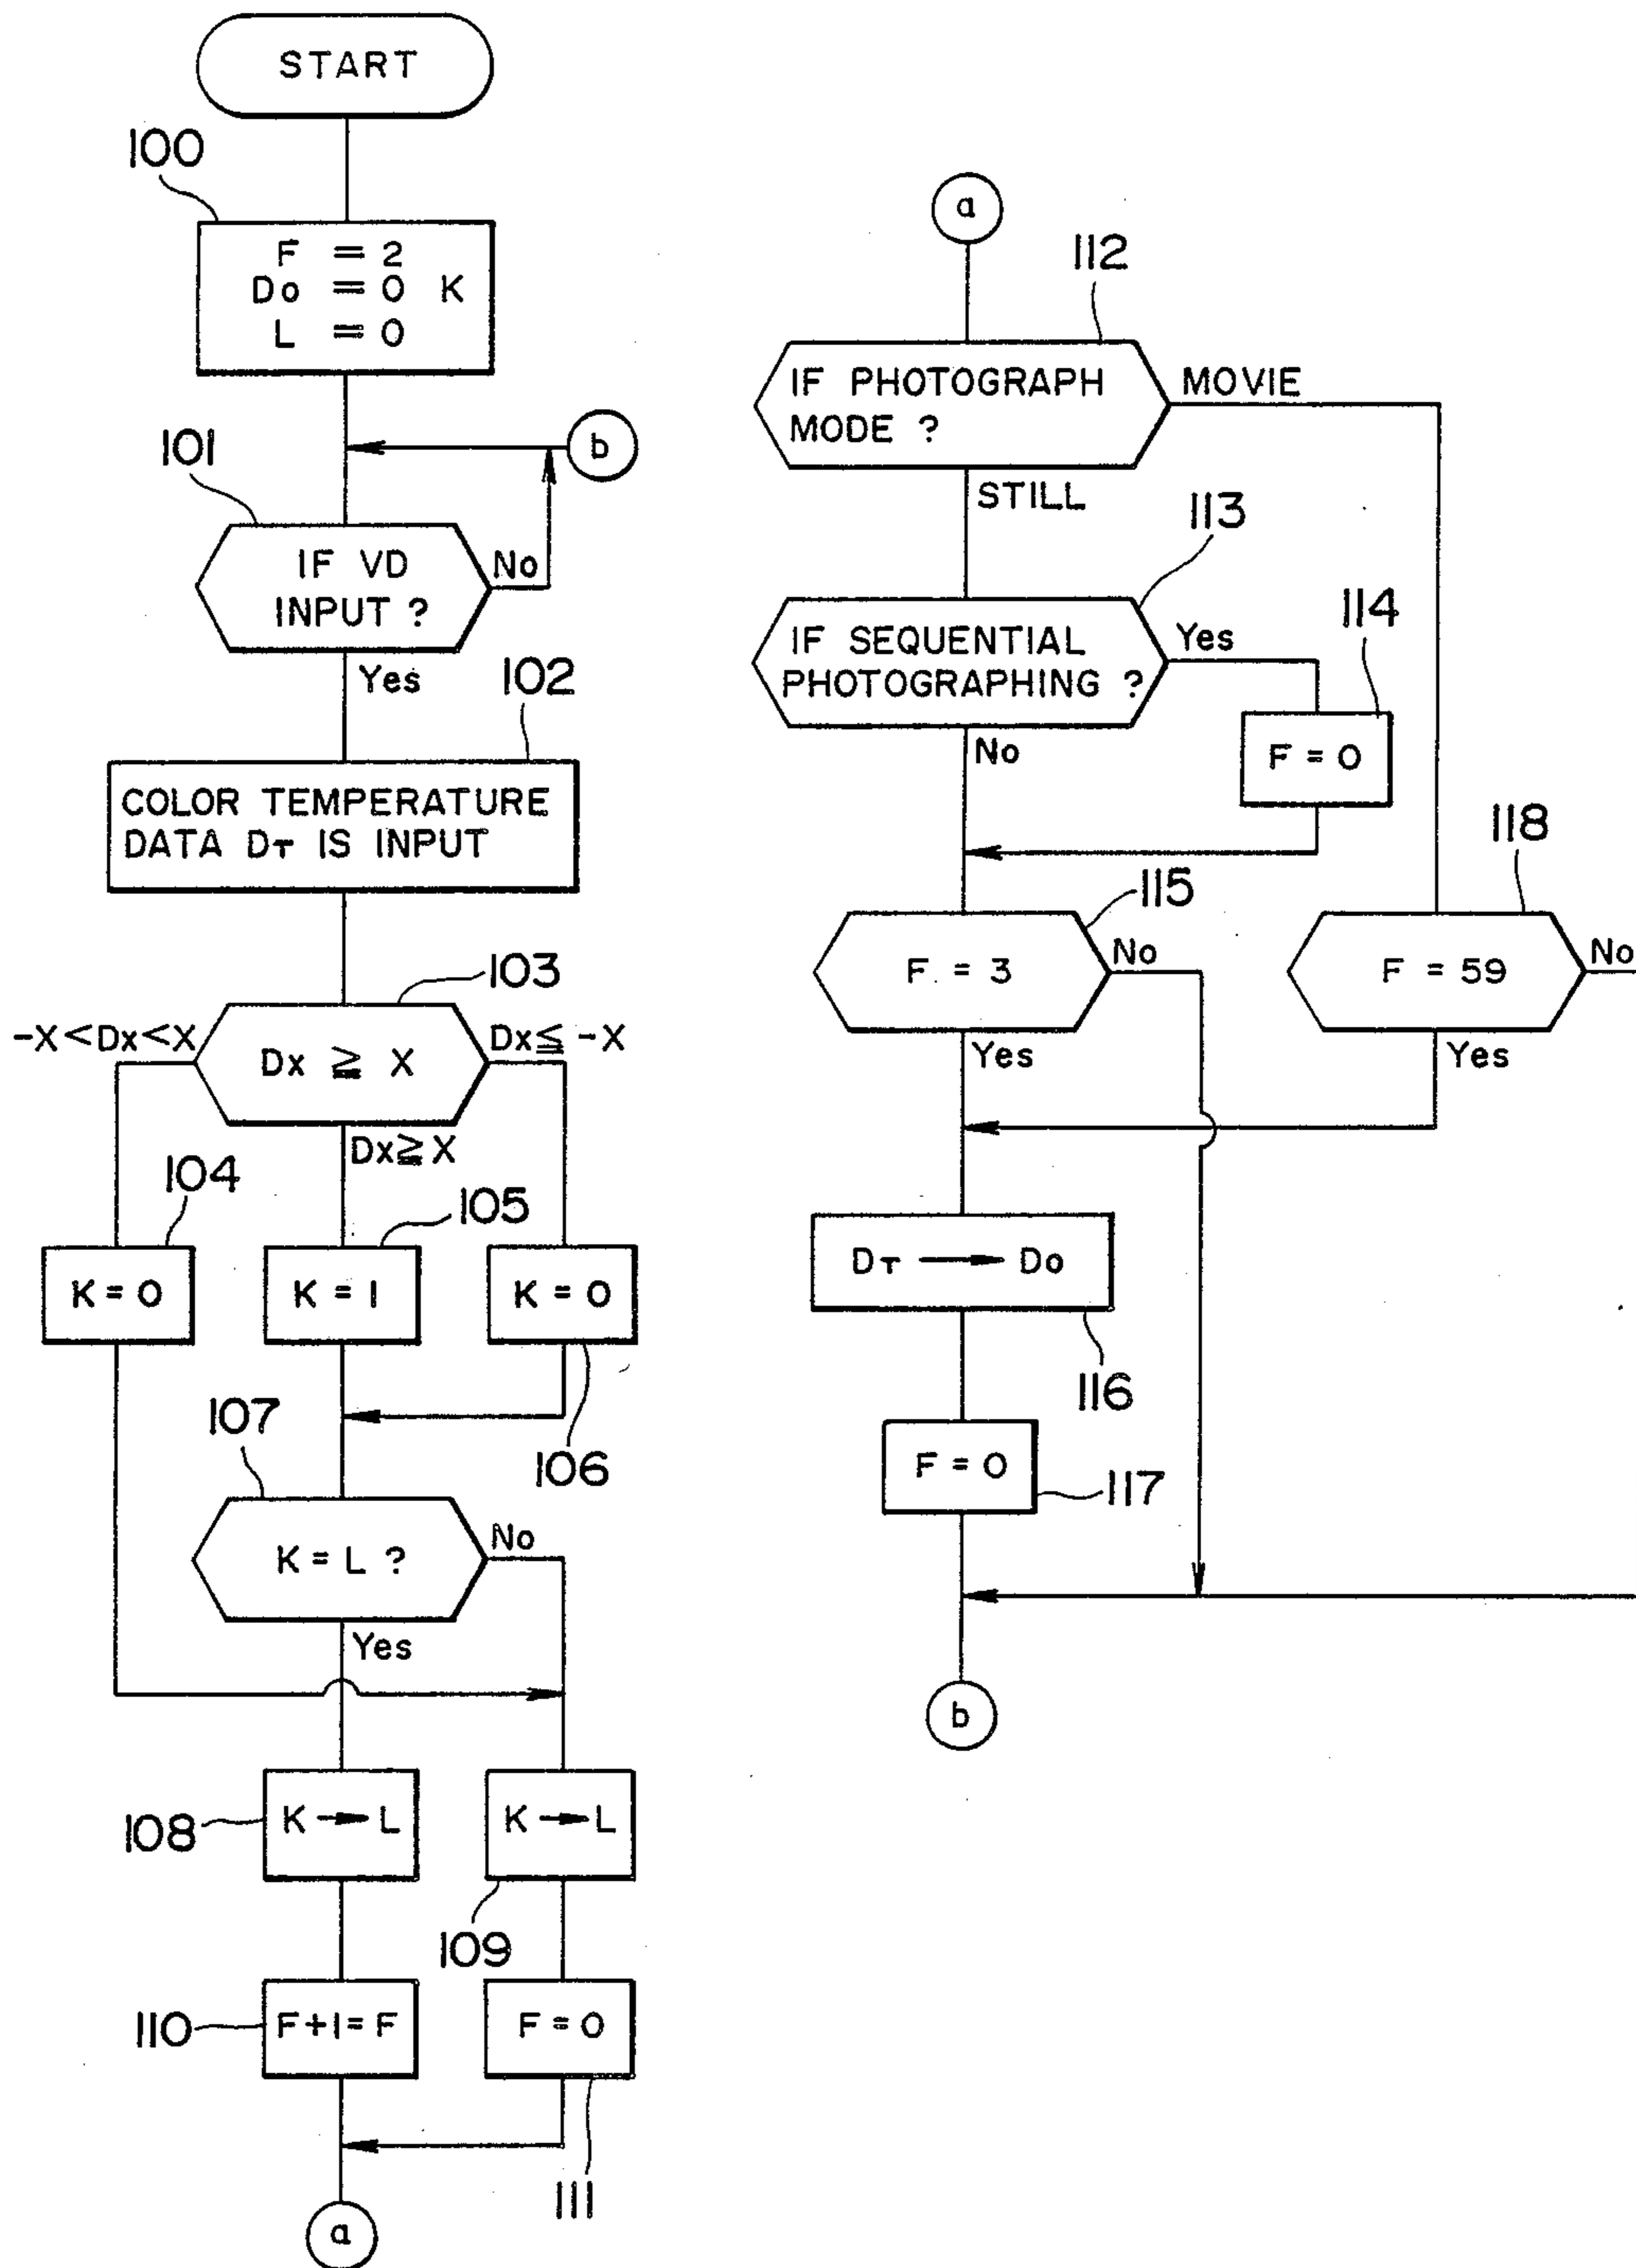 START
100
F = 2
Do = 0 K
L = 0
b
101
IF VD
INPUT ?
No
Yes
102
COLOR TEMPERATURE
DATA DT IS INPUT
103
-X<Dx<X
Dx ≧ X
Dx≦ -X
Dx≧X
104
105
K = 0
K = 1
K = 0
106
107
K = L ?
No
Yes
108
K → L
K → L
109
110
F+1=F
F = 0
111
a
a
112
IF PHOTOGRAPH
MODE ?
MOVIE
STILL
113
IF SEQUENTIAL
PHOTOGRAPHING ?
Yes
114
No
F = 0
115
118
F = 3
No
F = 59
No
Yes
Yes
DT → Do
116
F = 0
117
b